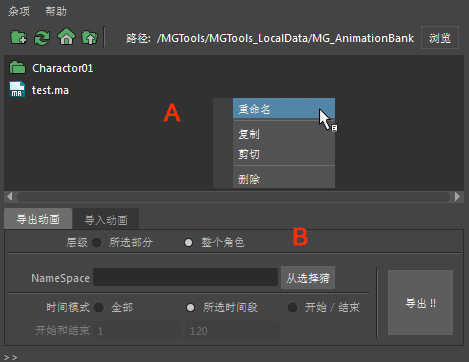 杂项 帮助
路径: /MGTools/MGTools_LocalData/MG_AnimationBank 浏览
Charactor01
test.ma
A
重命名
复制
剪切
删除
导出动画 导入动画
层级 所选部分 整个角色
B
NameSpace 从选择猜
时间模式 全部 所选时间段 开始 / 结束
导出 !!
开始和结束 1 120
>>